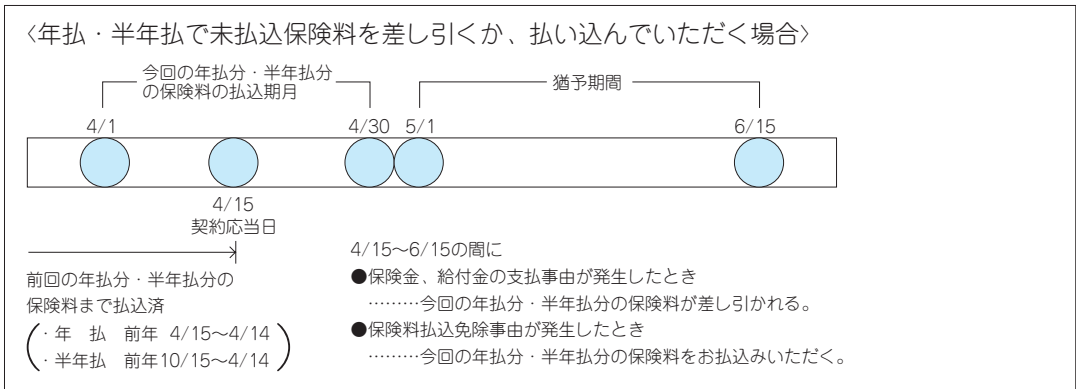 〈年払・半年払で未払込保険料を差し引くか、払い込んでいただく場合〉
今回の年払分・半年払分
の保険料の払込期月
猶予期間
4/1
4/30
5/1
6/15
4/15
契約応当日
前回の年払分・半年払分の
保険料まで払込済
(・年　払　前年 4/15〜4/14
・半年払　前年10/15〜4/14)
4/15〜6/15の間に
●保険金、給付金の支払事由が発生したとき
………今回の年払分・半年払分の保険料が差し引かれる。
●保険料払込免除事由が発生したとき
………今回の年払分・半年払分の保険料をお払込みいただく。